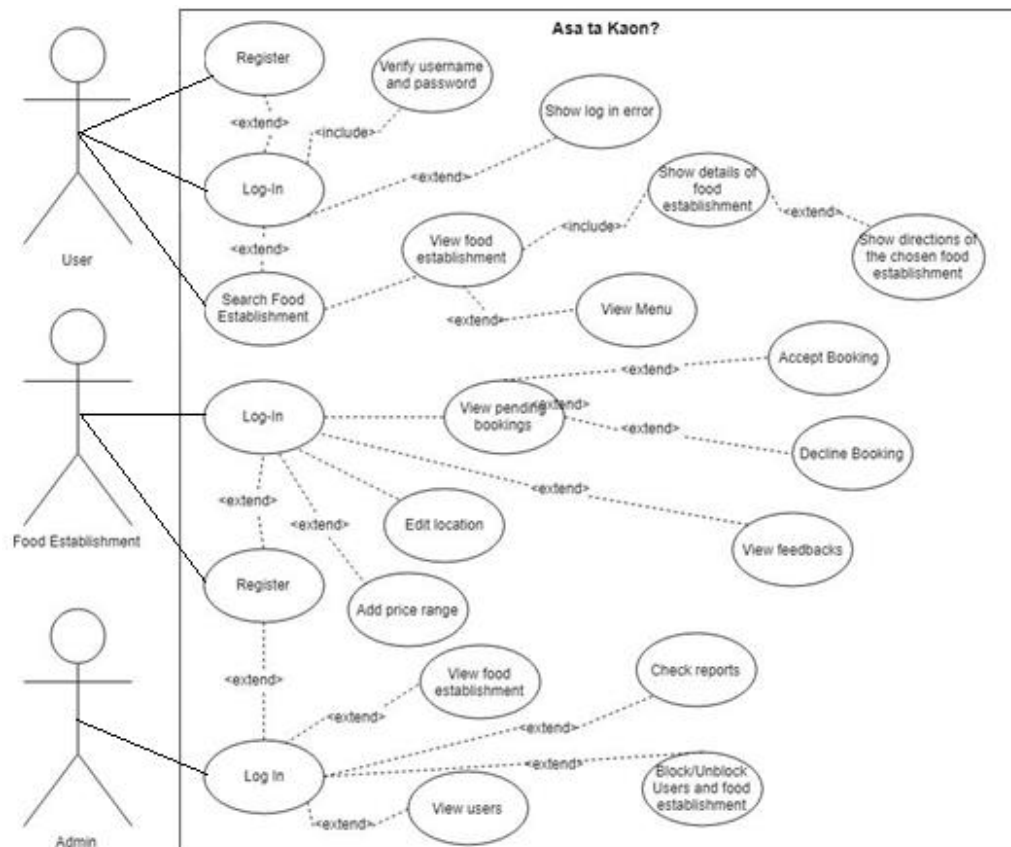 Asa ta Kaon?
Register
Verify username
and password
<extend>
<include>
Show log in error
Log-In
<extend>
Show details of
food
establishment
<extend>
<include>
<extend>
View food
establishment
Show directions of
the chosen food
establishment
User
Search Food
Establishment
<extend>
View Menu
Accept Booking
<extend>
Log-In
View pending
bookings
<extend>
<extend>
Decline Booking
<extend>
<extend>
<extend>
Edit location
Food Establishment
View feedbacks
Register
Add price range
<extend>
View food
establishment
Check reports
<extend>
<extend>
Log In
<extend>
Block/Unblock
Users and food
establishment
View users
<extend>
Admin